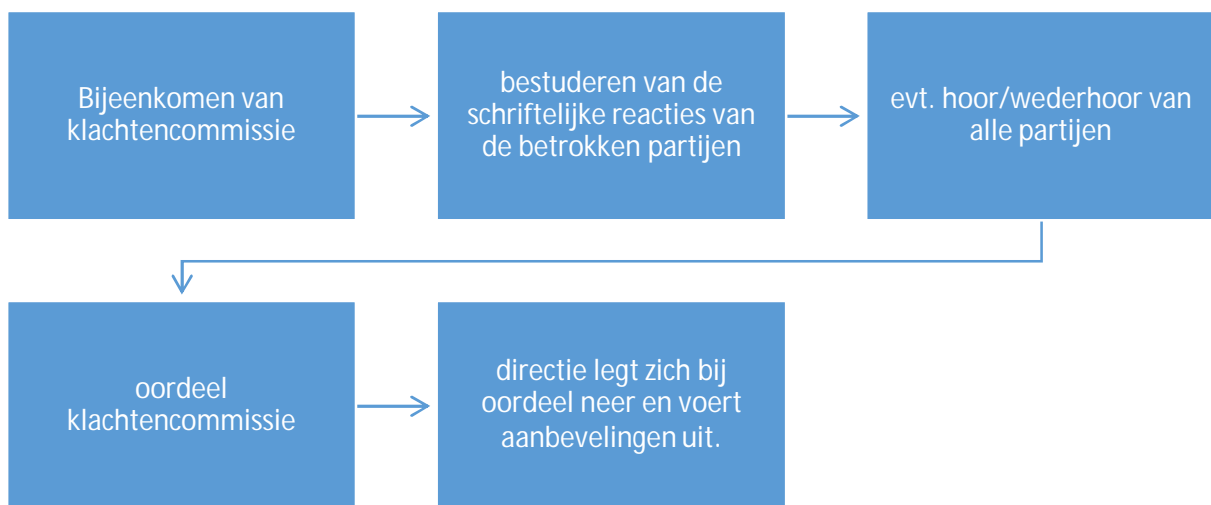 Bijeenkomen van
klachtencommissie
bestuderen van de
schriftelijke reacties van
de betrokken partijen
evt. hoor/wederhoor van
alle partijen
oordeel
klachtencommissie
directie legt zich bij
oordeel neer en voert
aanbevelingen uit.